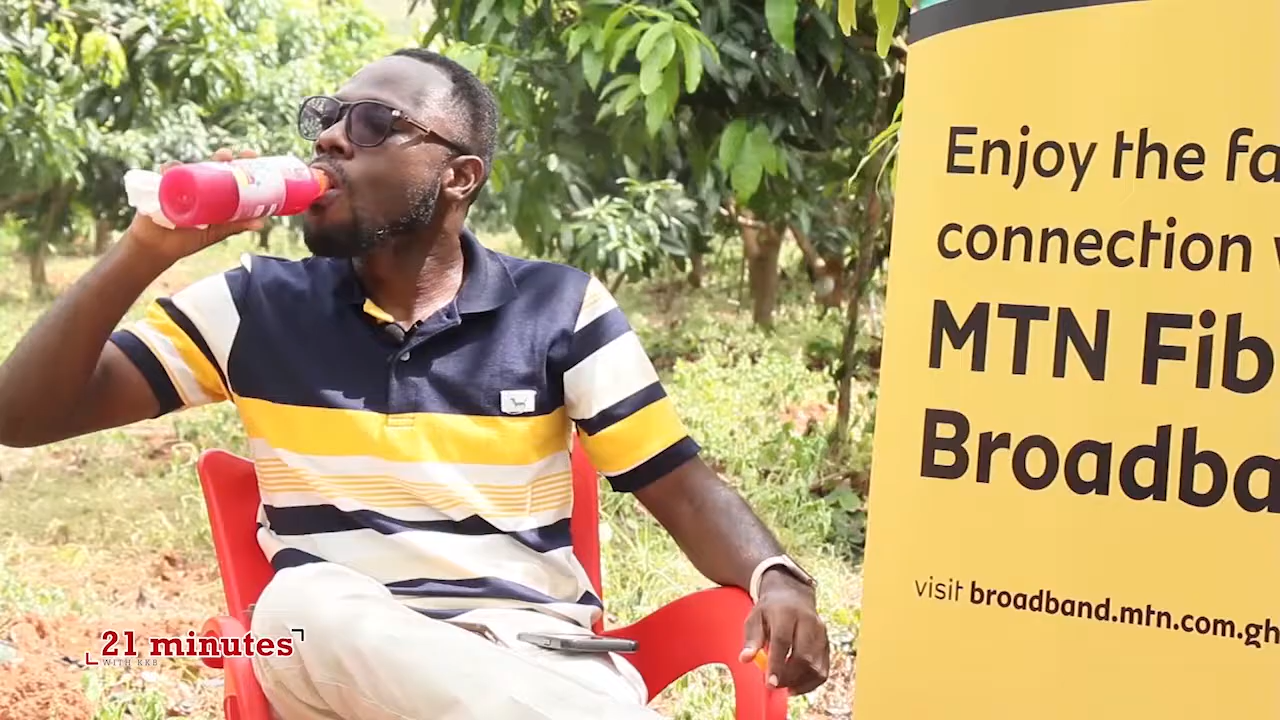 Enjoy the fa
connection
MTN Fib
Broadba
visit broadband.mtn.com.gh
21 minutes
WITH KKB